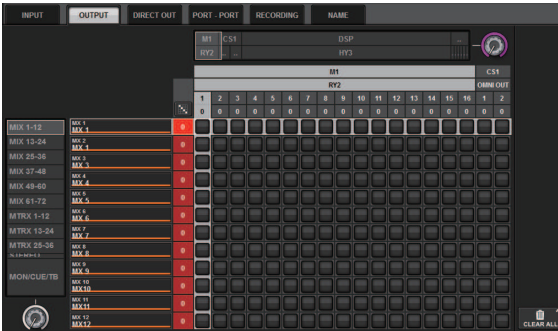 INPUT OUTPUT DIRECT OUT PORT - PORT RECORDING NAME
M1 CS1 DSP ...
RY2 ... ... HY3
M1 CS1
RY2 OMNI OUT
1 2 3 4 5 6 7 8 9 10 11 12 13 14 15 16 1 2
0 0 0 0 0 0 0 0 0 0 0 0 0 0 0 0 0 0
MIX 1-12
MIX 13-24
MIX 25-36
MIX 37-48
MIX 49-60
MIX 61-72
MTRX 1-12
MTRX 13-24
MTRX 25-36
STEREO
MON/CUE/TB
MX 1
MX 1 0
MX 2
MX 1 0
MX 3
MX 3 0
MX 4
MX 4 0
MX 5
MX 5 0
MX 6
MX 6 0
MX 7
MX 7 0
MX 8
MX 8 0
MX 9
MX 9 0
MX 10
MX10 0
MX 11
MX11 0
MX 12
MX12 0
CLEAR ALL